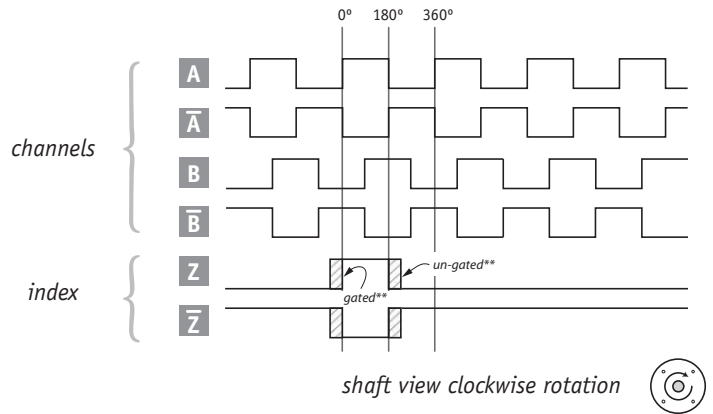 0º 180º 360º
A
A̅
channels
B
B̅
Z
un-gated**
index
gated**
Z̅
shaft view clockwise rotation